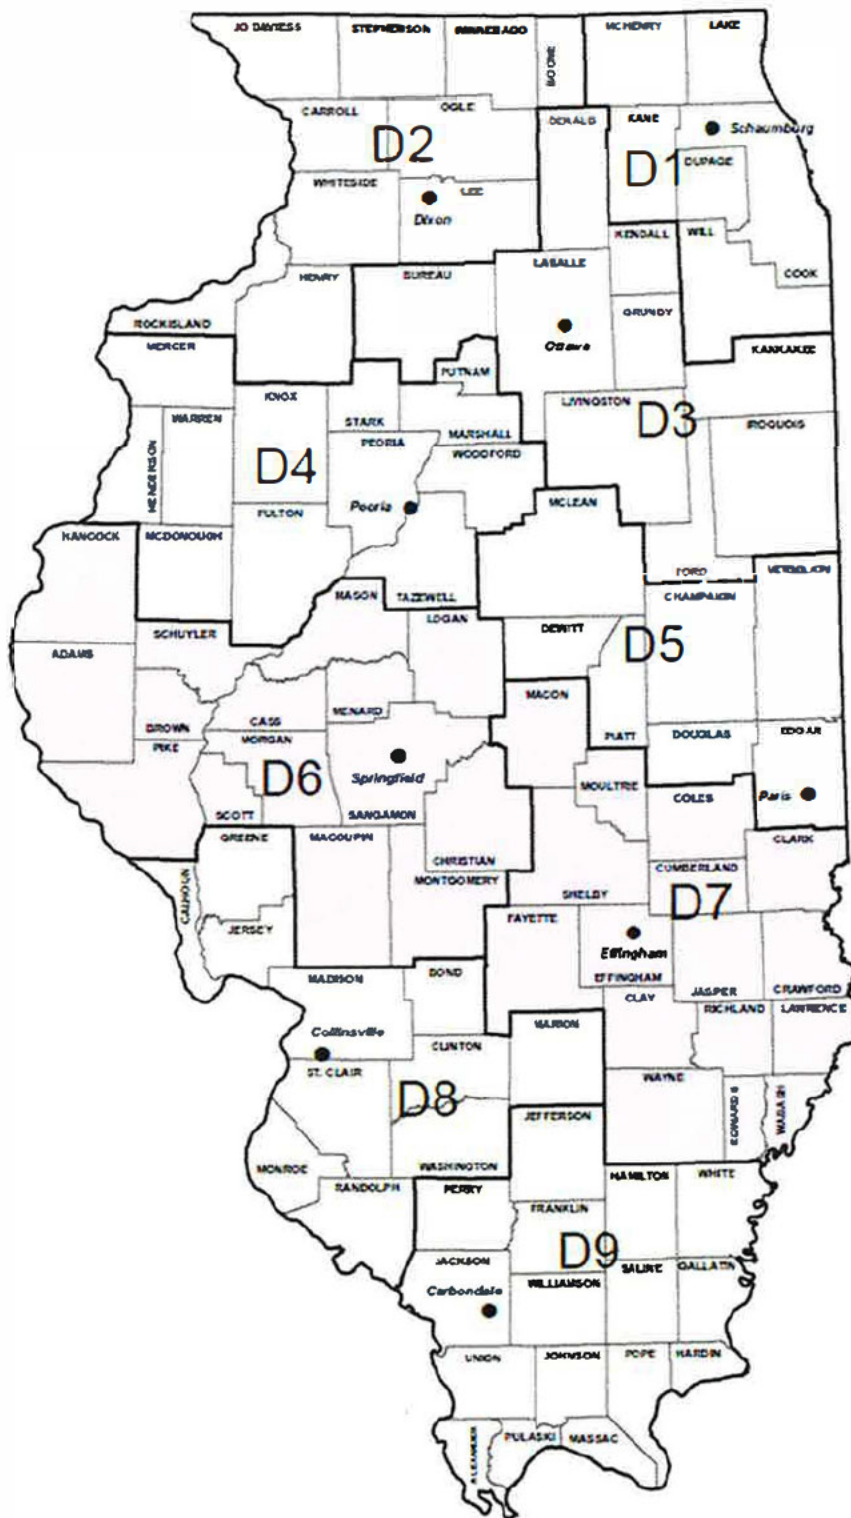 JO DAVIESS
STEPHENSON
WINNEBAGO
BOONE
MCHENRY
LAKE
CARROLL
OGLE
DEKALB
KANE
Schaumburg
D2
D1
DUPAGE
WHITESIDE
LEE
Dixon
KENDALL
WILL
HENRY
BUREAU
LASALLE
COOK
ROCK ISLAND
GRUNDY
Ottawa
MERCER
KANKAKEE
PUTNAM
KNOX
STARK
LIVINGSTON
D3
WARREN
MARSHALL
IROQUOIS
PEORIA
WOODFORD
HENDERSON
D4
Peoria
MCLEAN
FULTON
HANCOCK
MCDONOUGH
FORD
VERMILION
MASON
TAZEWELL
CHAMPAIGN
LOGAN
SCHUYLER
DEWITT
D5
ADAMS
MACON
MENARD
BROWN
CASS
PIATT
DOUGLAS
EDGAR
PIKE
MORGAN
D6
Springfield
MOULTRIE
Paris
COLES
SCOTT
SANGAMON
GREENE
MACOUPIN
CLARK
CHRISTIAN
CUMBERLAND
MONTGOMERY
CALHOUN
SHELBY
D7
FAYETTE
JERSEY
Effingham
MADISON
BOND
EFFINGHAM
JASPER
CRAWFORD
CLAY
RICHLAND
LAWRENCE
Collinsville
MARION
CLINTON
ST. CLAIR
WAYNE
D8
EDWARDS
WABASH
JEFFERSON
MONROE
WASHINGTON
HAMILTON
WHITE
RANDOLPH
PERRY
FRANKLIN
D9
JACKSON
SALINE
GALLATIN
Carbondale
WILLIAMSON
UNION
JOHNSON
POPE
HARDIN
ALEXANDER
PULASKI
MASSAC